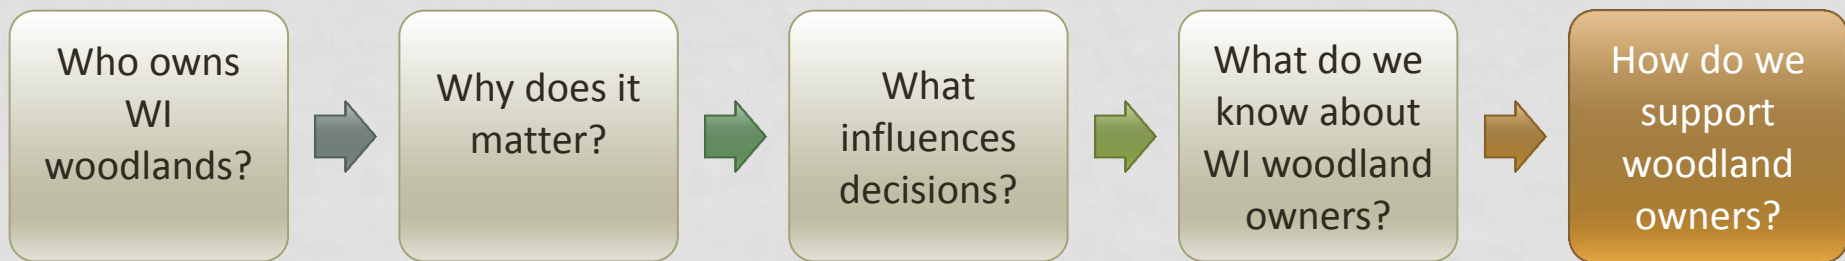 Who owns
WI
woodlands?
Why does it
matter?
What
influences
decisions?
What do we
know about
WI woodland
owners?
How do we
support
woodland
owners?